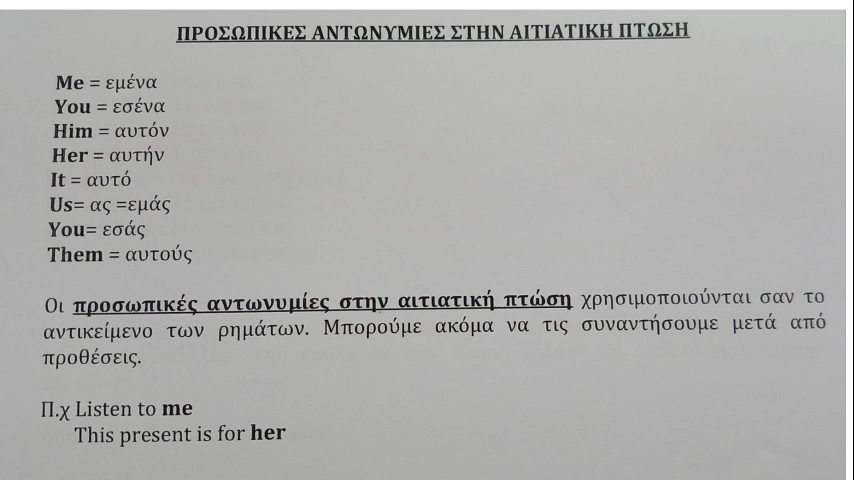 ΠΡΟΣΩΠΙΚΕΣ ΑΝΤΩΝΥΜΙΕΣ ΣΤΗΝ ΑΙΤΙΑΤΙΚΗ ΠΤΩΣΗ
Me = εμένα
You = εσένα
Him = αυτόν
Her = αυτήν
It = αυτό
Us= ας =εμάς
You= εσάς
Them = αυτούς
Οι προσωπικές αντωνυμίες στην αιτιατική πτώση χρησιμοποιούνται σαν το
αντικείμενο των ρημάτων. Μπορούμε ακόμα να τις συναντήσουμε μετά από
προθέσεις.
Π.χ Listen to me
This present is for her